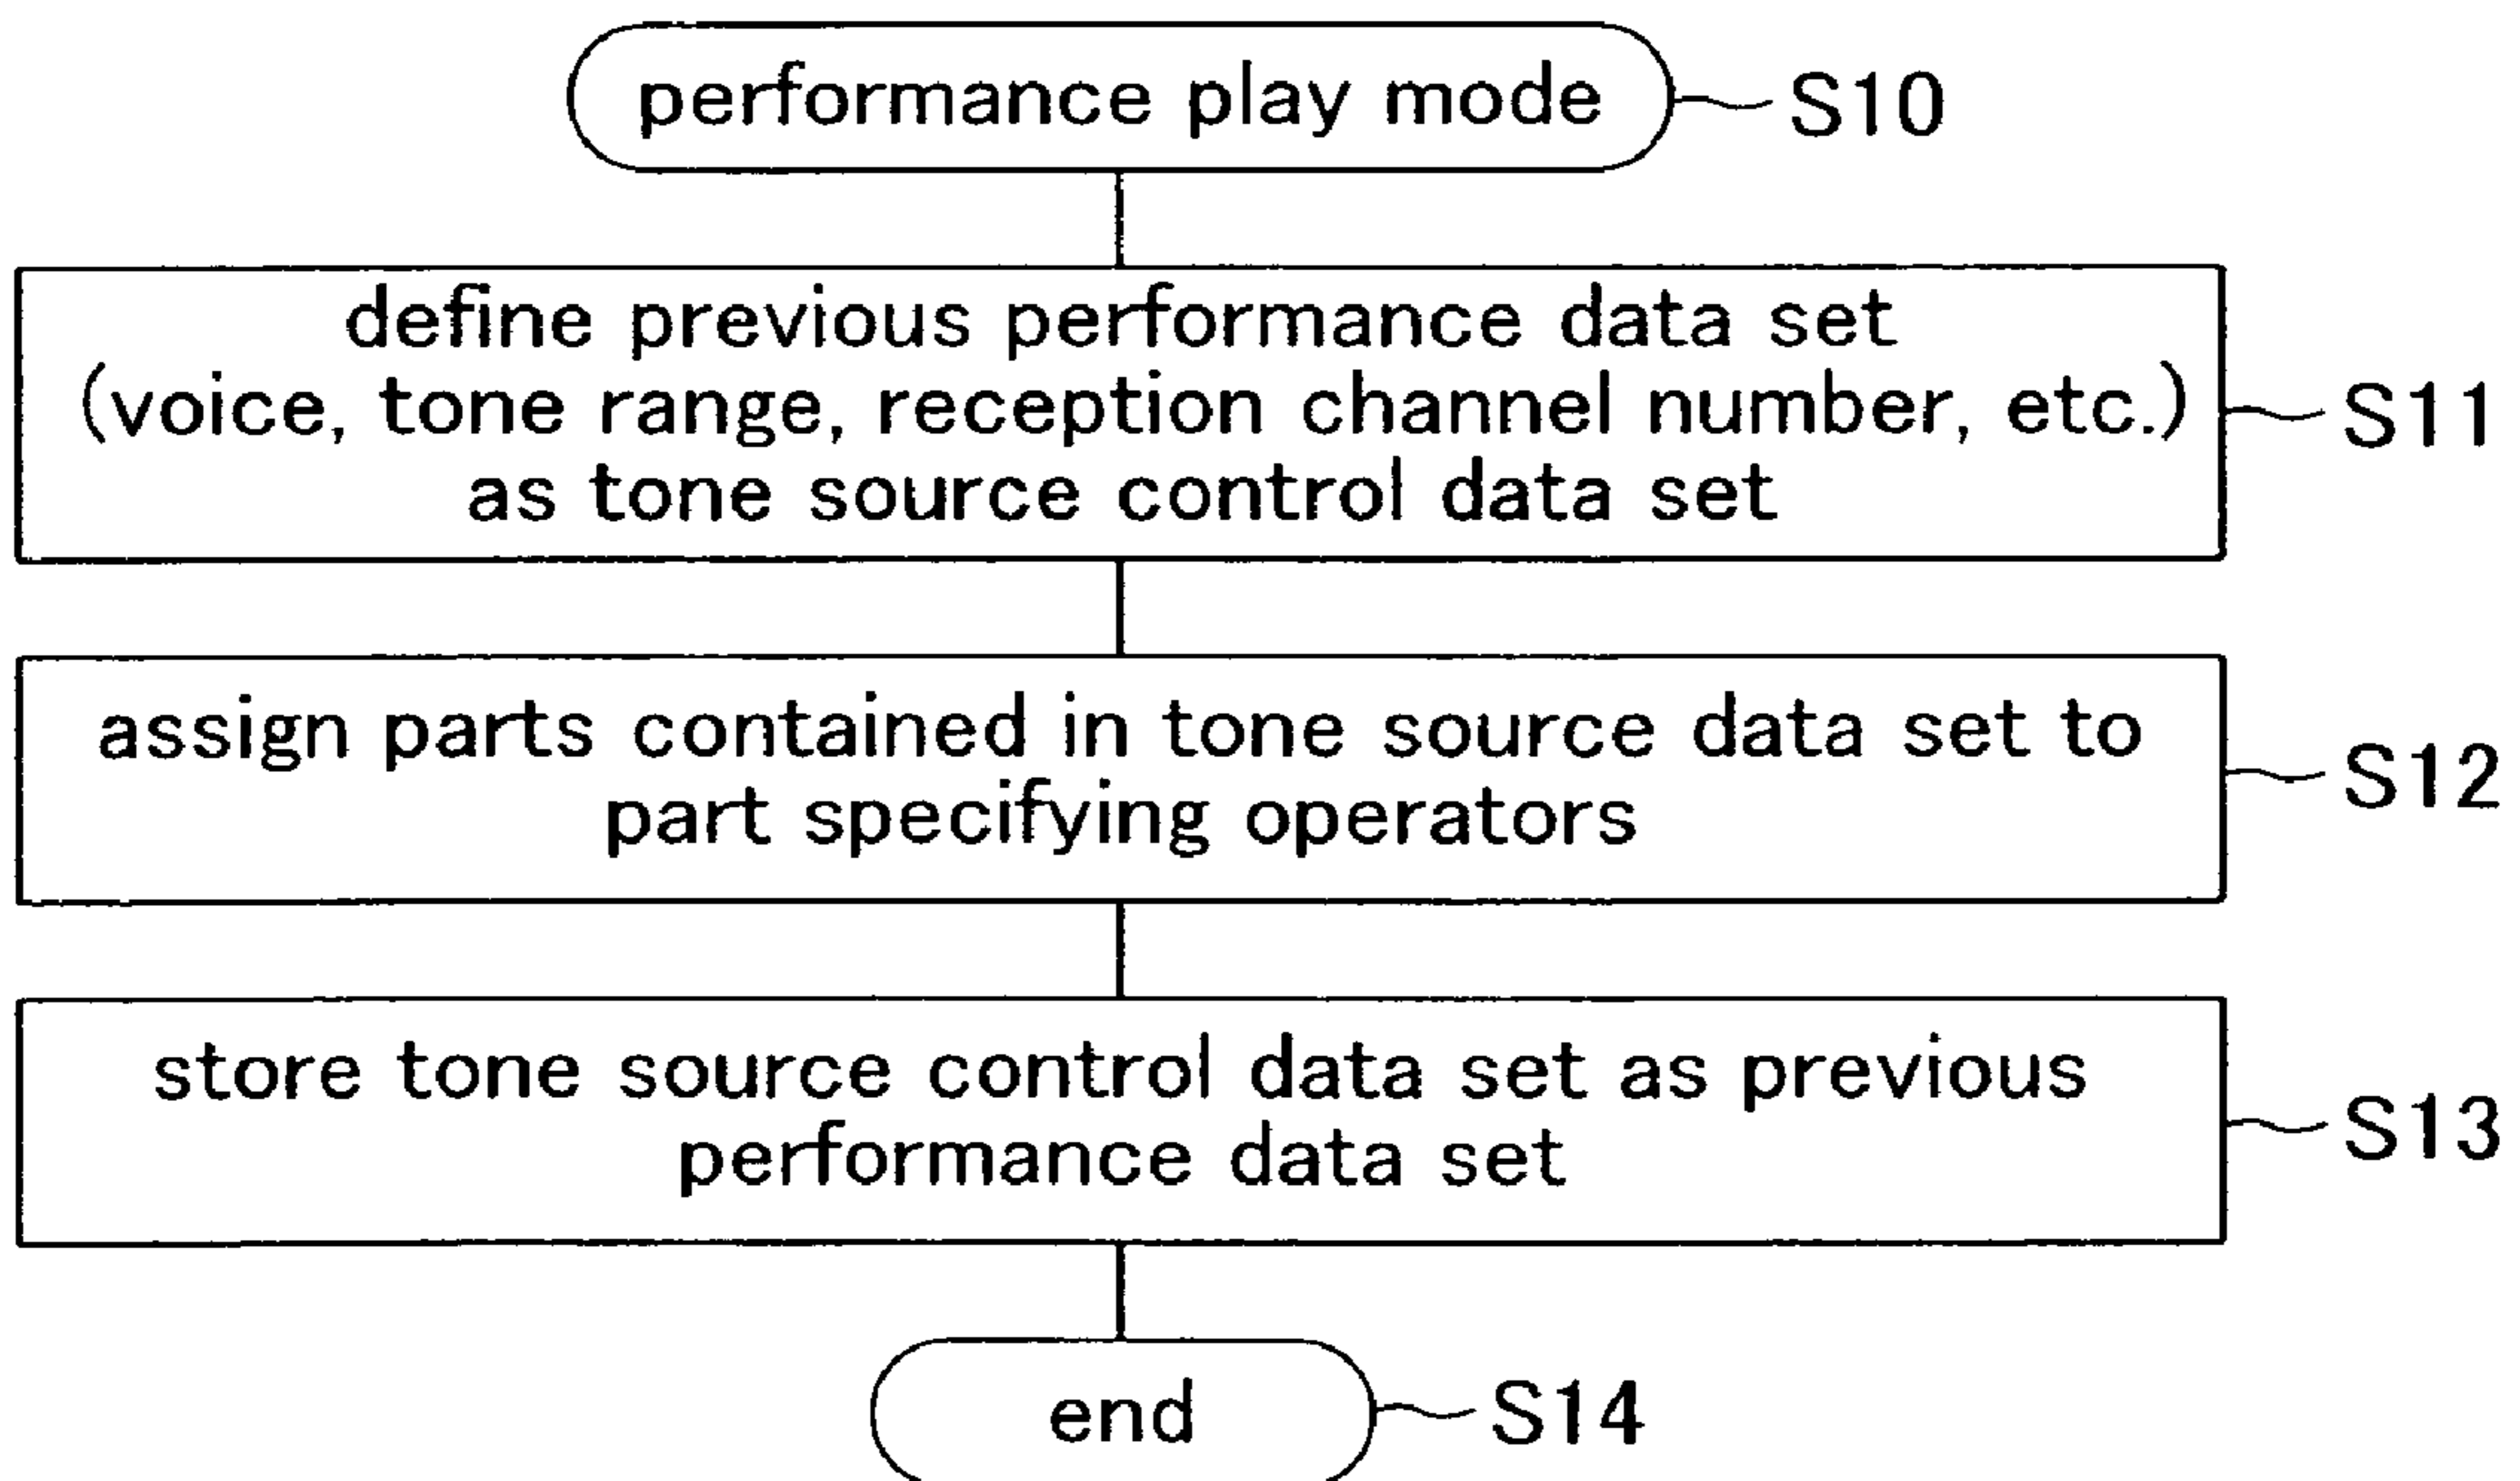 performance play mode S10
define previous performance data set
(voice, tone range, reception channel number, etc.) S11
as tone source control data set
assign parts contained in tone source data set to
part specifying operators
S12
store tone source control data set as previous
performance data set
S13
end S14